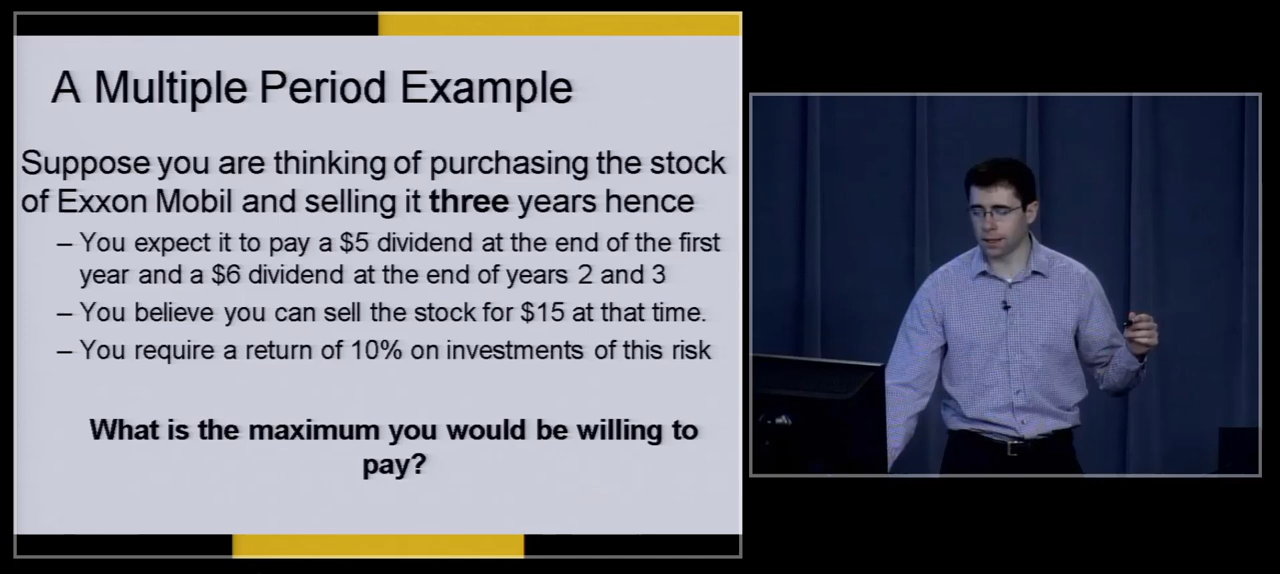 A Multiple Period Example
Suppose you are thinking of purchasing the stock
of Exxon Mobil and selling it three years hence
– You expect it to pay a $5 dividend at the end of the first
year and a $6 dividend at the end of years 2 and 3
– You believe you can sell the stock for $15 at that time.
– You require a return of 10% on investments of this risk
What is the maximum you would be willing to
pay?